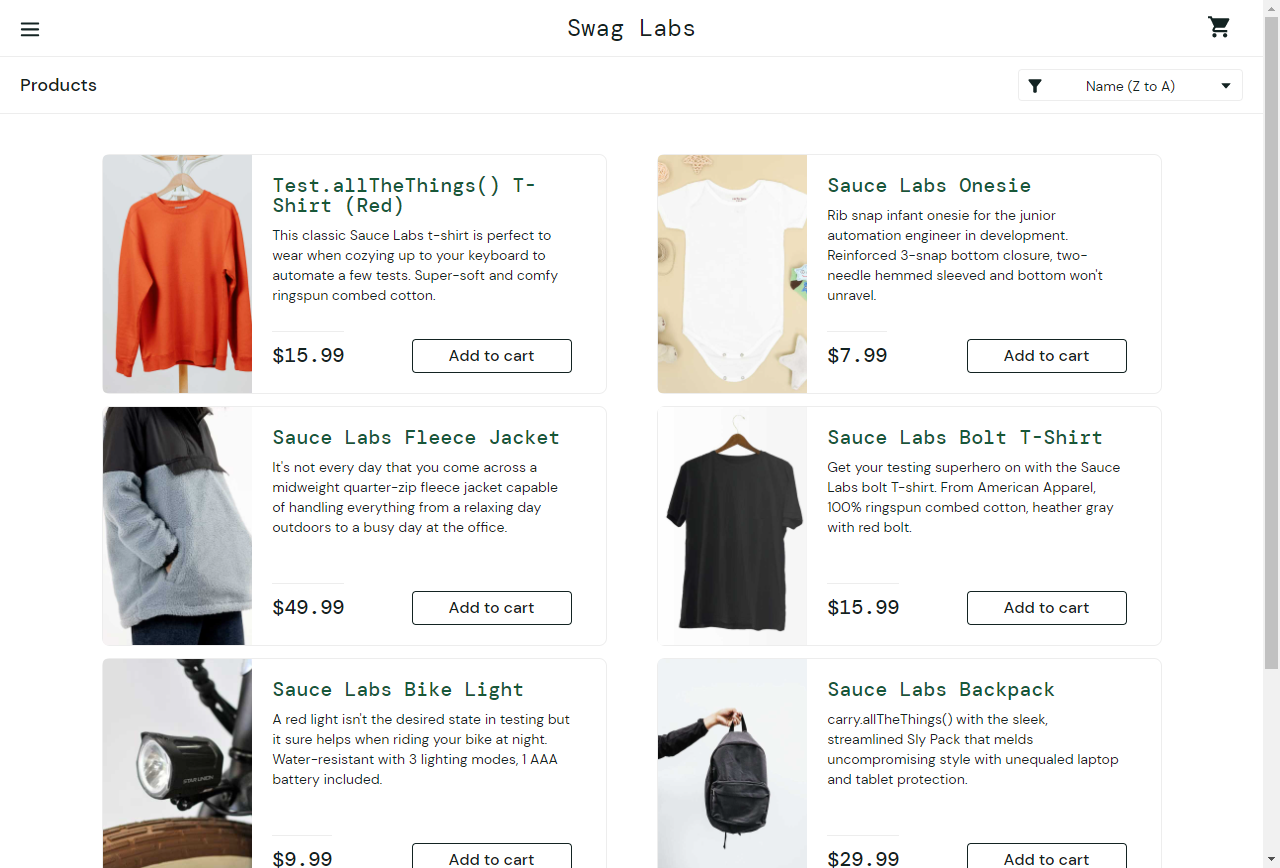 Swag Labs
Products
Name (Z to A)
Test.allTheThings() T-
Shirt (Red)
This classic Sauce Labs t-shirt is perfect to
wear when cozying up to your keyboard to
automate a few tests. Super-soft and comfy
ringspun combed cotton.
$15.99
Add to cart
Sauce Labs Onesie
Rib snap infant onesie for the junior
automation engineer in development.
Reinforced 3-snap bottom closure, two-
needle hemmed sleeved and bottom won't
unravel.
$7.99
Add to cart
Sauce Labs Fleece Jacket
It's not every day that you come across a
midweight quarter-zip fleece jacket capable
of handling everything from a relaxing day
outdoors to a busy day at the office.
$49.99
Add to cart
Sauce Labs Bolt T-Shirt
Get your testing superhero on with the Sauce
Labs bolt T-shirt. From American Apparel,
100% ringspun combed cotton, heather gray
with red bolt.
$15.99
Add to cart
STAR UNION
Sauce Labs Bike Light
A red light isn't the desired state in testing but
it sure helps when riding your bike at night.
Water-resistant with 3 lighting modes, 1 AAA
battery included.
$9.99
Add to cart
Sauce Labs Backpack
carry.allTheThings() with the sleek,
streamlined Sly Pack that melds
uncompromising style with unequaled laptop
and tablet protection.
$29.99
Add to cart